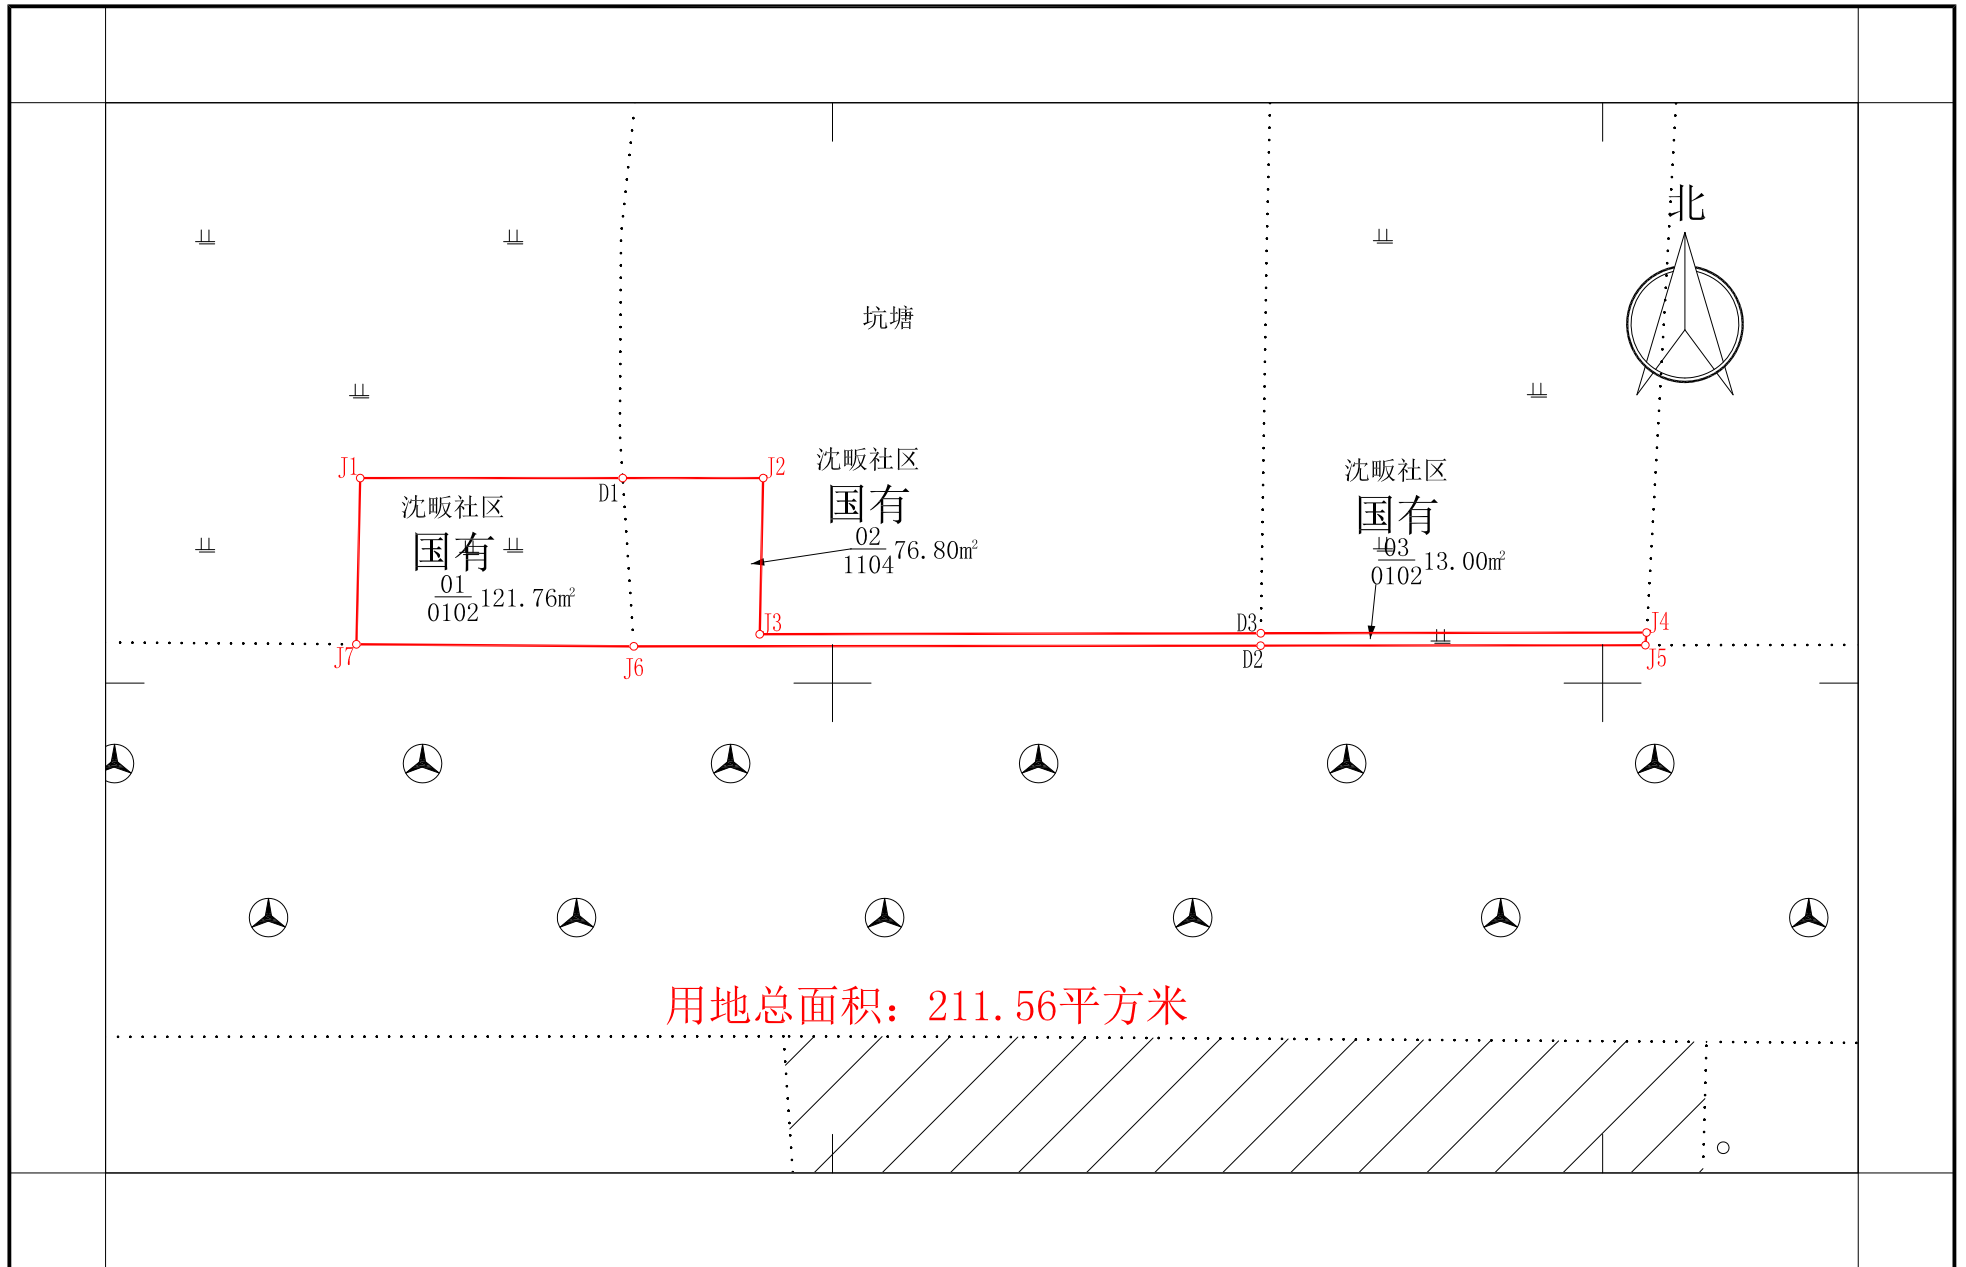 北
坑塘
J1
D1
J2
沈畈社区
国有
01
0102
121.76m²
沈畈社区
国有
02
1104
76.80m²
沈畈社区
国有
03
0102
13.00m²
J3
D3
J4
J7
J6
D2
J5
用地总面积：211.56平方米